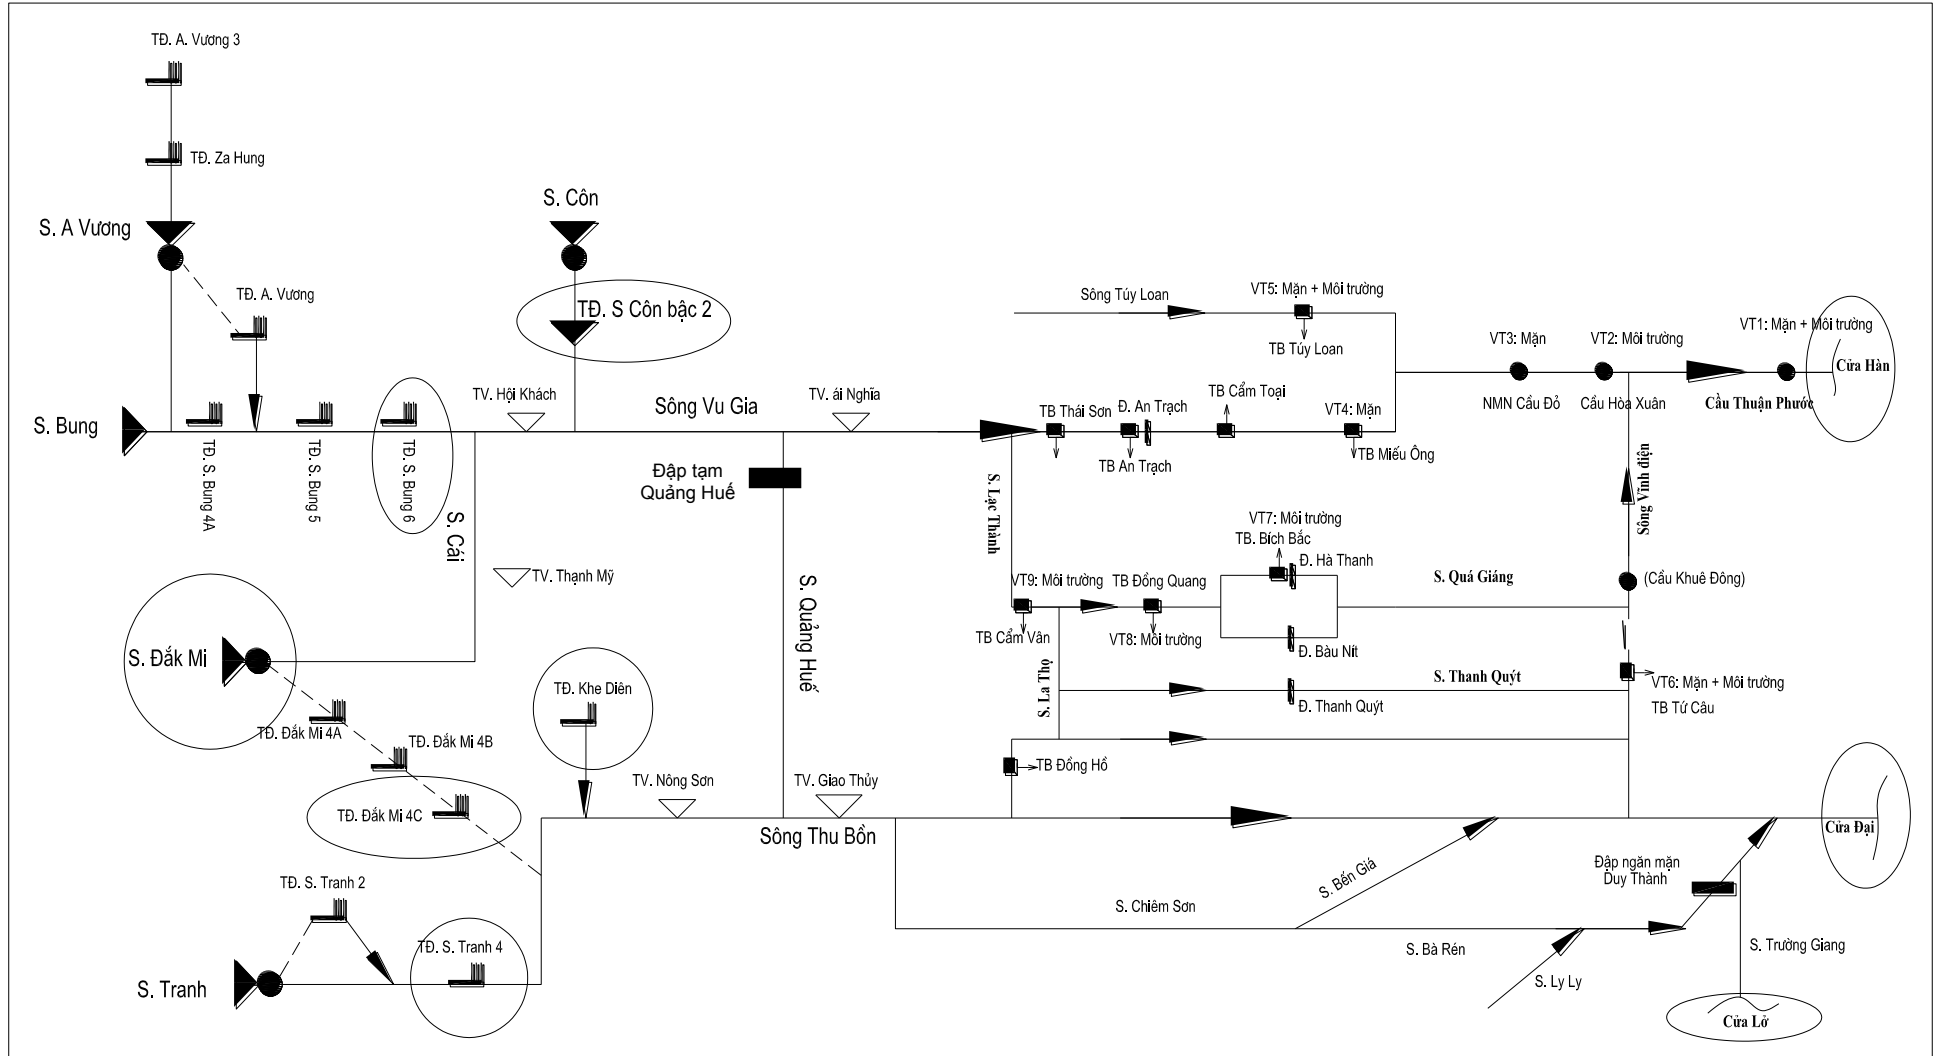 TĐ. A. Vương 3
TĐ. Za Hung
S. A Vương
S. Côn
TĐ. A. Vương
TĐ. S Côn bậc 2
Sông Túy Loan
VT5: Mặn + Môi trường
TB Túy Loan
VT3: Mặn
VT2: Môi trường
VT1: Mặn + Môi trường
Cửa Hàn
NMN Cầu Đỏ
Cầu Hòa Xuân
Cầu Thuận Phước
S. Bung
TĐ. S. Bung 4A
TĐ. S. Bung 5
TĐ. S. Bung 6
TV. Hội Khách
Sông Vu Gia
TV. ái Nghĩa
TB Thái Sơn
Đ. An Trạch
TB An Trạch
TB Cẩm Toại
VT4: Mặn
TB Miếu Ông
Đập tạm
Quảng Huế
S. Cái
S. Lạc Thành
Sông Vĩnh điện
VT7: Môi trường
TB. Bích Bắc
Đ. Hà Thanh
TV. Thạnh Mỹ
VT9: Môi trường
TB Đồng Quang
S. Quá Giáng
(Cầu Khuê Đông)
S. Quảng Huế
TB Cẩm Vân
VT8: Môi trường
Đ. Bàu Nít
S. Đắk Mi
S. La Thọ
S. Thanh Quýt
VT6: Mặn + Môi trường
TB Tứ Câu
Đ. Thanh Quýt
TĐ. Khe Diên
TĐ. Đắk Mi 4A
TĐ. Đắk Mi 4B
TB Đồng Hồ
TV. Nông Sơn
TV. Giao Thủy
TĐ. Đắk Mi 4C
Sông Thu Bồn
Cửa Đại
Đập ngăn mặn
Duy Thành
TĐ. S. Tranh 2
S. Bến Giá
S. Chiêm Sơn
TĐ. S. Tranh 4
S. Bà Rén
S. Trường Giang
S. Tranh
S. Ly Ly
Cửa Lở